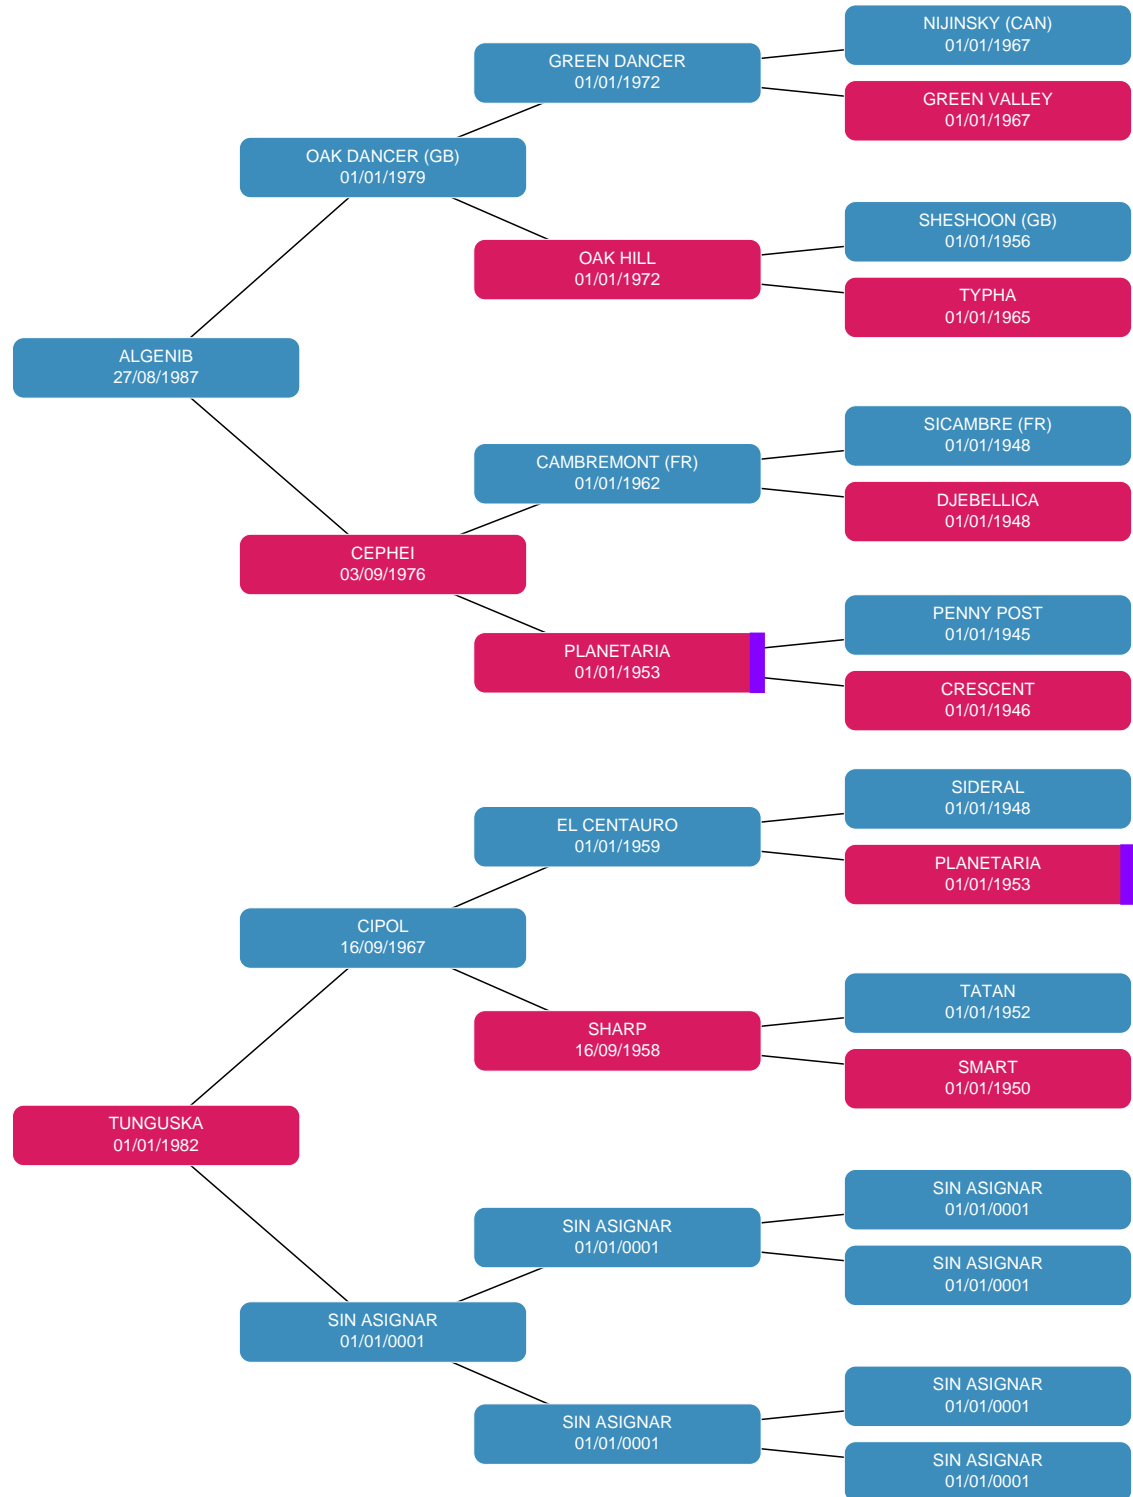 NIJINSKY (CAN)
01/01/1967
GREEN DANCER
01/01/1972
GREEN VALLEY
01/01/1967
OAK DANCER (GB)
01/01/1979
SHESHOON (GB)
01/01/1956
OAK HILL
01/01/1972
TYPHA
01/01/1965
ALGENIB
27/08/1987
SICAMBRE (FR)
01/01/1948
CAMBREMONT (FR)
01/01/1962
DJEBELLICA
01/01/1948
CEPHEI
03/09/1976
PENNY POST
01/01/1945
PLANETARIA
01/01/1953
CRESCENT
01/01/1946
SIDERAL
01/01/1948
EL CENTAURO
01/01/1959
PLANETARIA
01/01/1953
CIPOL
16/09/1967
TATAN
01/01/1952
SHARP
16/09/1958
SMART
01/01/1950
TUNGUSKA
01/01/1982
SIN ASIGNAR
01/01/0001
SIN ASIGNAR
01/01/0001
SIN ASIGNAR
01/01/0001
SIN ASIGNAR
01/01/0001
SIN ASIGNAR
01/01/0001
SIN ASIGNAR
01/01/0001
SIN ASIGNAR
01/01/0001